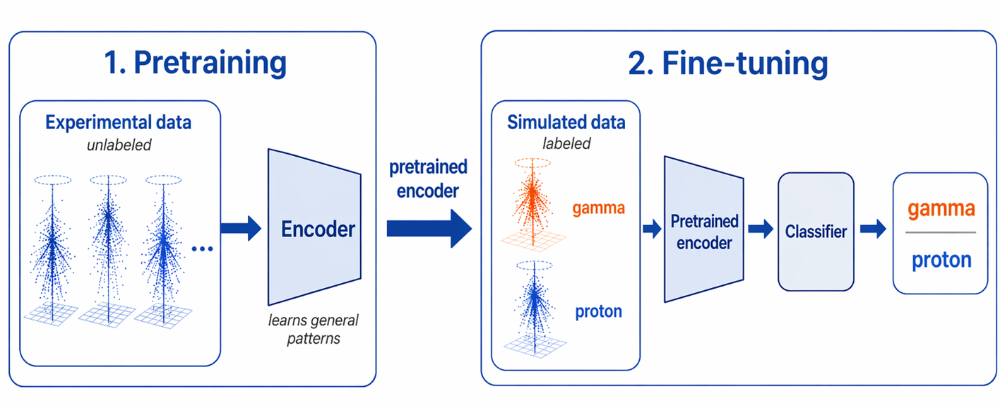 1. Pretraining
Experimental data
unlabeled
...
Encoder
learns general
patterns
pretrained
encoder
2. Fine-tuning
Simulated data
labeled
gamma
proton
Pretrained
encoder
Classifier
gamma
proton